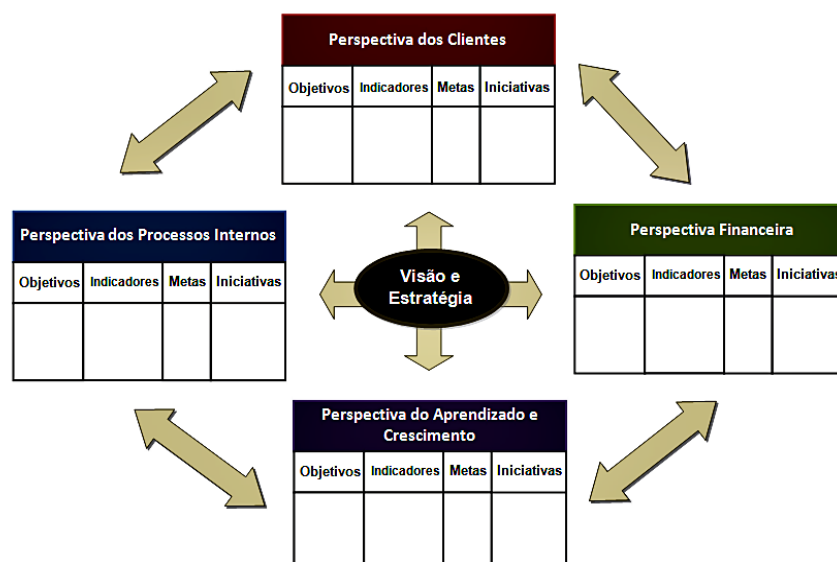 Perspectiva dos Clientes
Objetivos Indicadores Metas Iniciativas
Perspectiva dos Processos Internos
Objetivos Indicadores Metas Iniciativas
Visão e
Estratégia
Perspectiva Financeira
Objetivos Indicadores Metas Iniciativas
Perspectiva do Aprendizado e
Crescimento
Objetivos Indicadores Metas Iniciativas